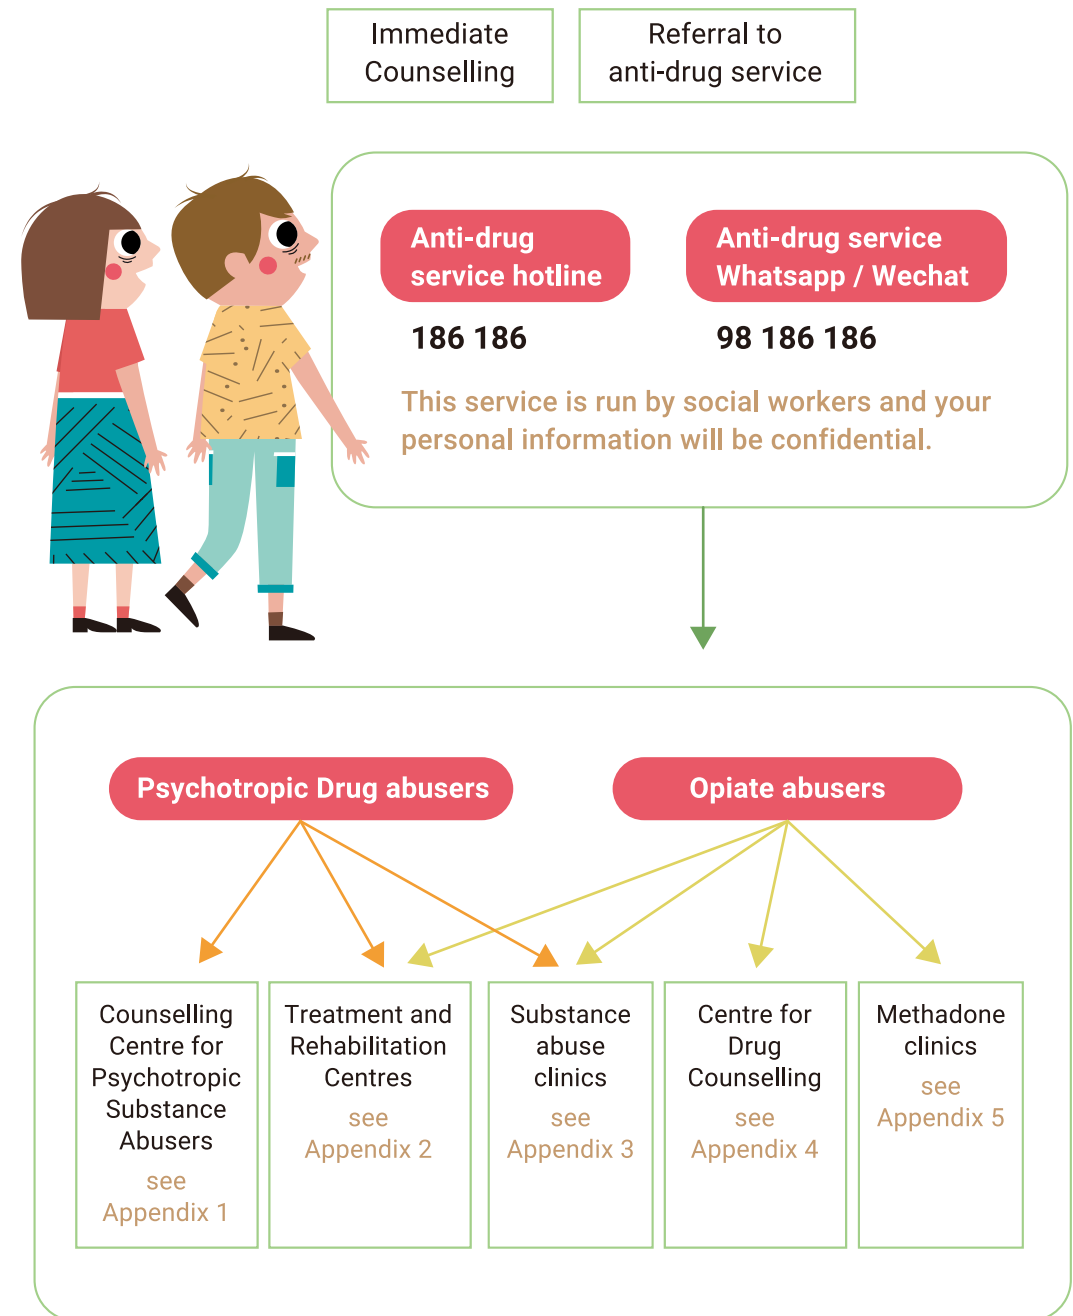 Immediate
Counselling
Referral to
anti-drug service
Anti-drug
service hotline
186 186
Anti-drug service
Whatsapp / Wechat
98 186 186
This service is run by social workers and your
personal information will be confidential.
Psychotropic Drug abusers
Opiate abusers
Counselling
Centre for
Psychotropic
Substance
Abusers
see
Appendix 1
Treatment and
Rehabilitation
Centres
see
Appendix 2
Substance
abuse
clinics
see
Appendix 3
Centre for
Drug
Counselling
see
Appendix 4
Methadone
clinics
see
Appendix 5